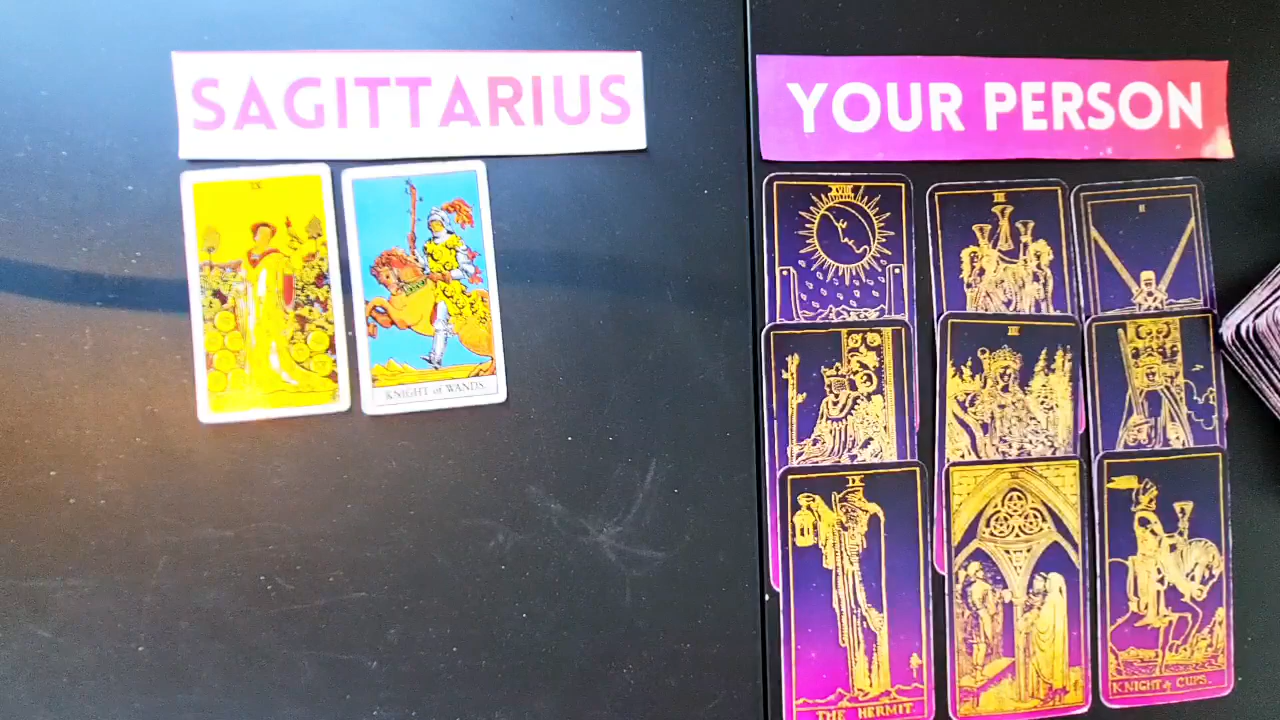 SAGITTARIUS
YOUR PERSON
IX
KNIGHT of WANDS.
XVIII
III
II
III
IX
THE HERMIT.
KNIGHT of CUPS.